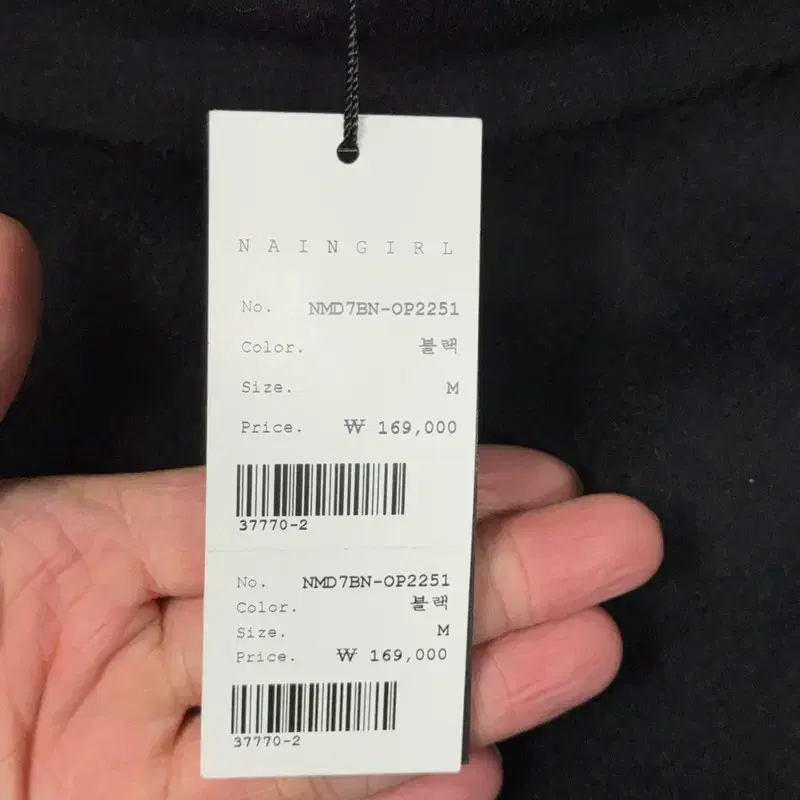 NAINGIRL
No. NMD7BN-OP2251
Color. 블랙
Size. M
Price. ₩ 169,000
37770-2
No. NMD7BN-OP2251
Color. 블랙
Size. M
Price. ₩ 169,000
37770-2